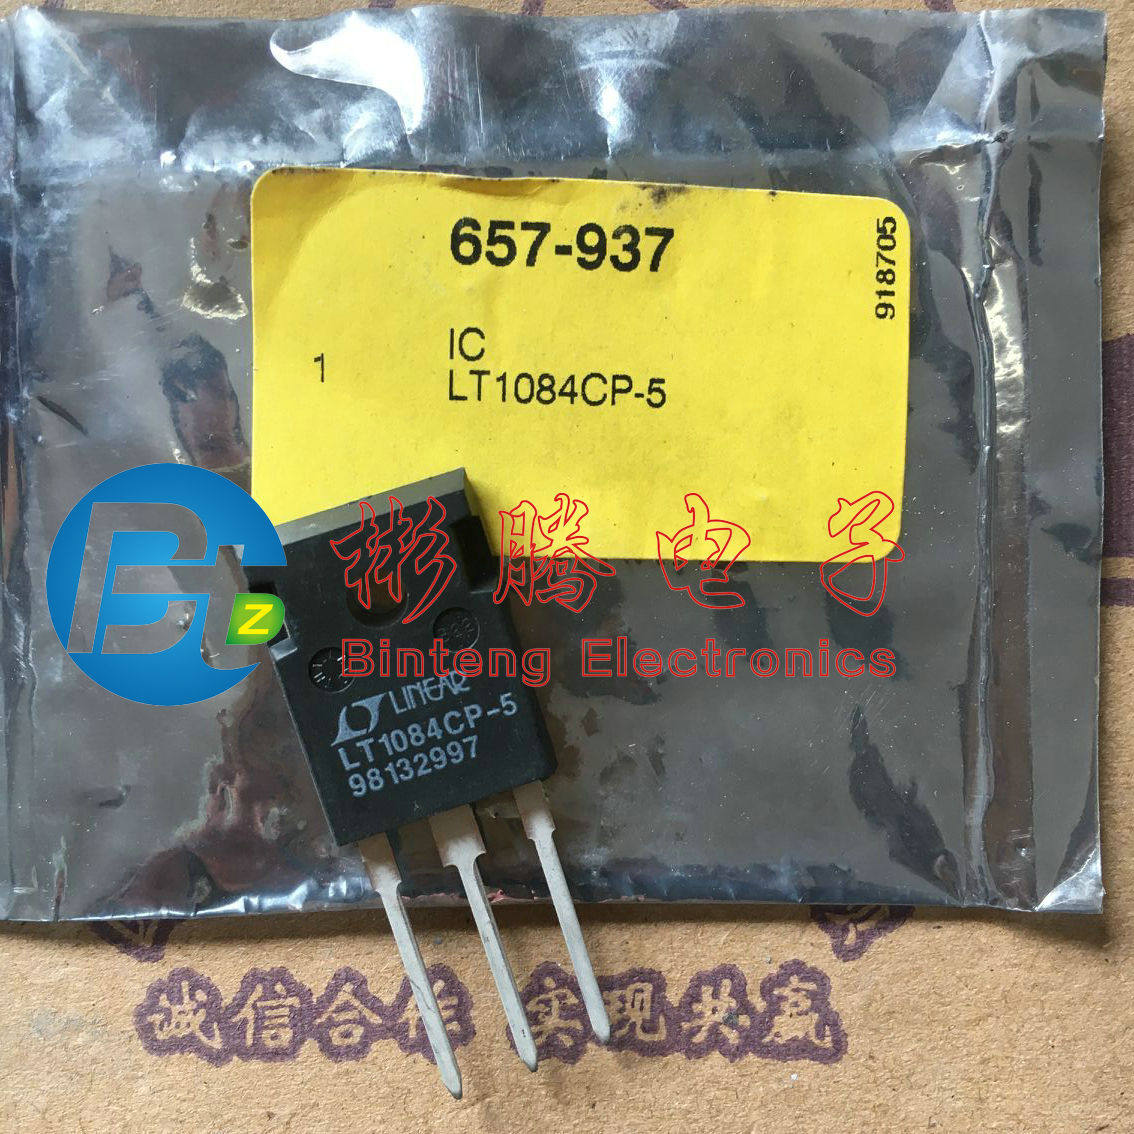 657-937
918705
IC
1
LT1084CP-5
BtZ
彬腾电子
Binteng Electronics
LINEAR
LT1084CP-5
98132997
诚信合作 实现共赢